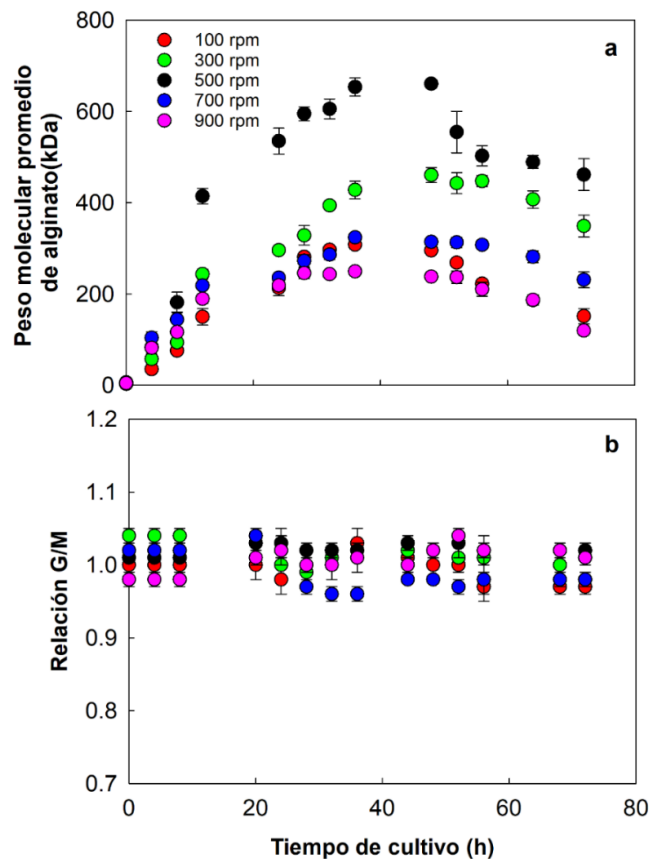 800
600
400
200
0
Peso molecular promedio
de alginato(kDa)
100 rpm
300 rpm
500 rpm
700 rpm
900 rpm
a
1.2
1.1
1.0
0.9
0.8
0.7
Relación G/M
b
0
20
40
60
80
Tiempo de cultivo (h)